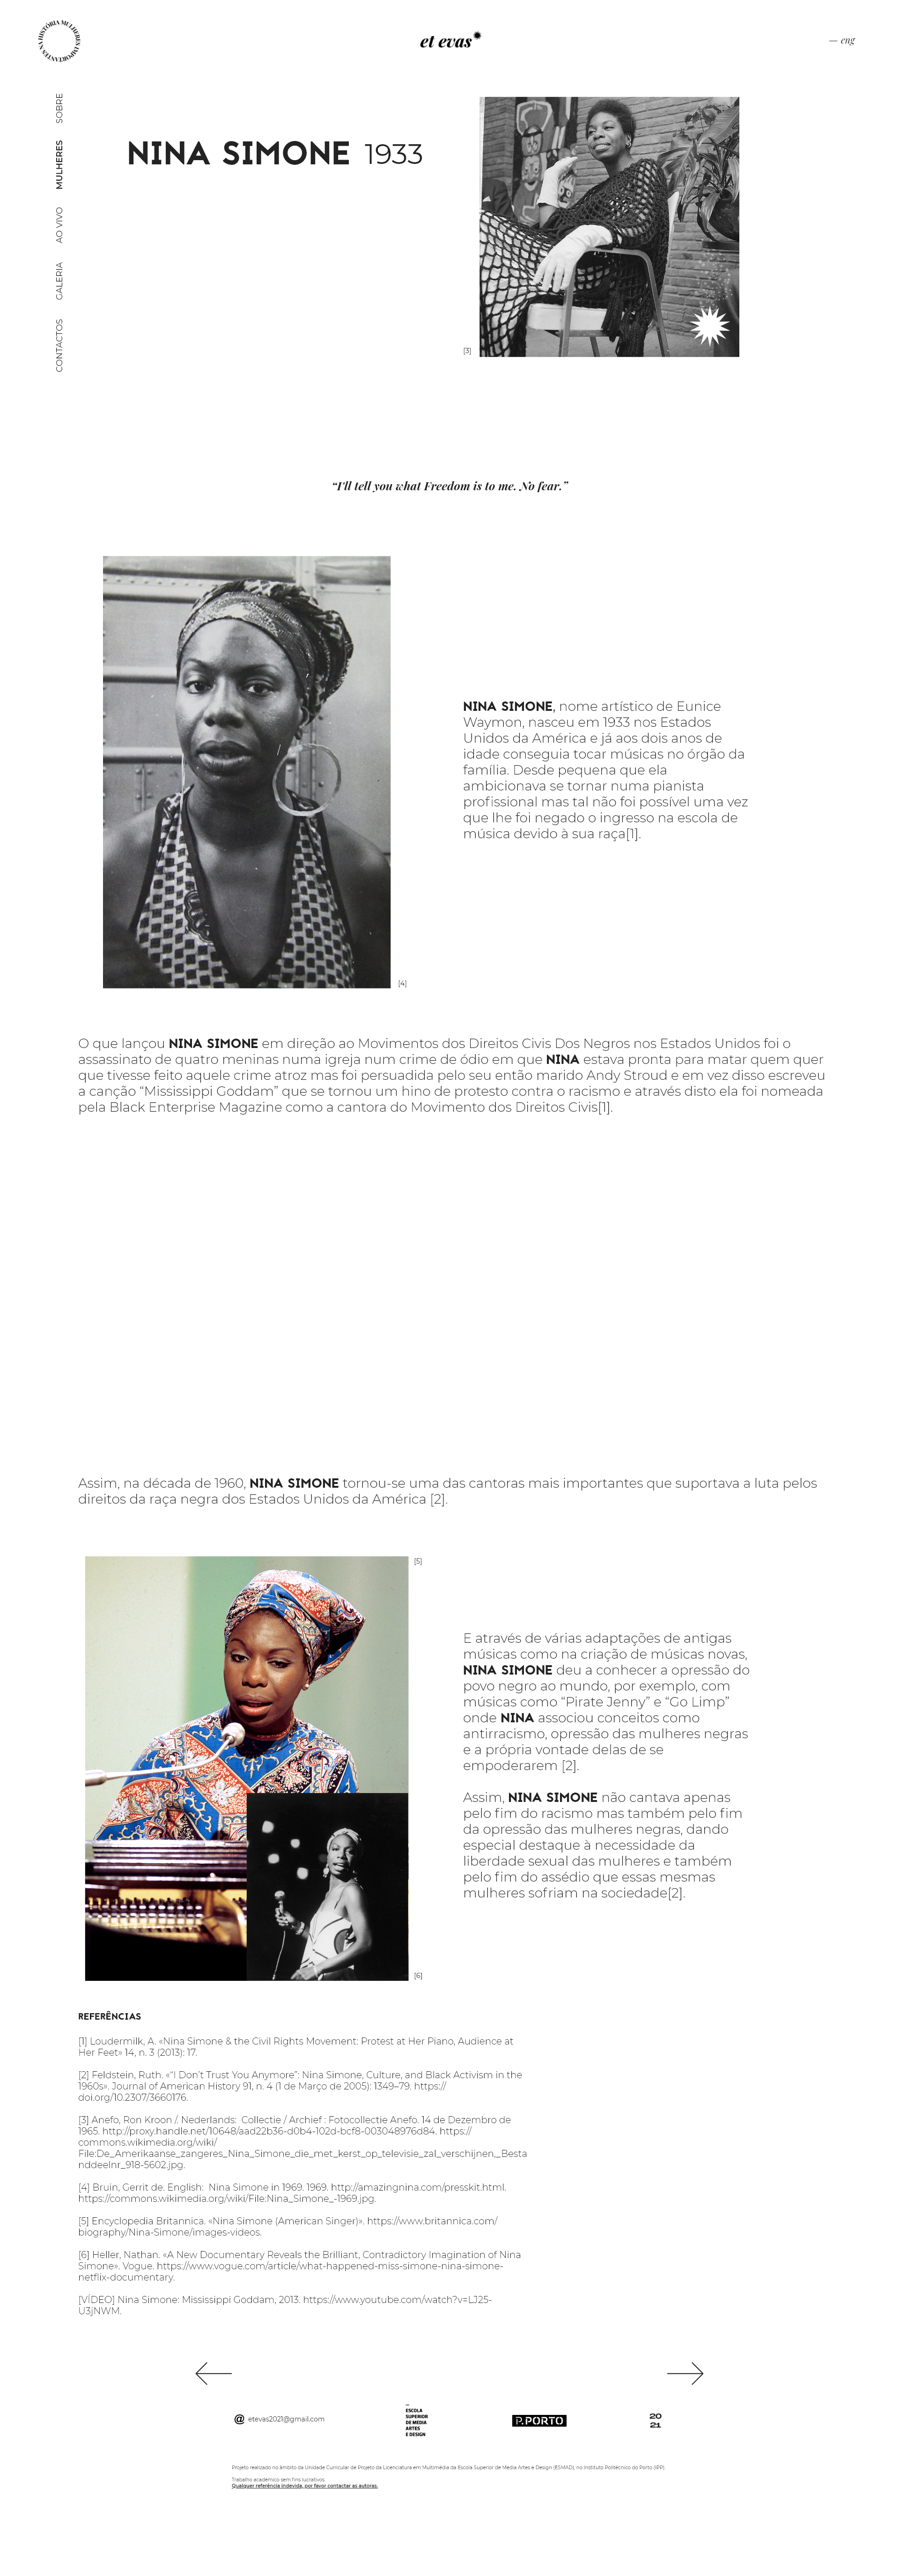 NA HISTÓRIA MULHERES IMPORTANTES
et evas
— eng
SOBRE
MULHERES
AO VIVO
GALERIA
CONTACTOS
NINA SIMONE 1933
[3]
“I'll tell you what Freedom is to me. No fear.”
[4]
NINA SIMONE, nome artístico de Eunice
Waymon, nasceu em 1933 nos Estados
Unidos da América e já aos dois anos de
idade conseguia tocar músicas no órgão da
família. Desde pequena que ela
ambicionava se tornar numa pianista
profissional mas tal não foi possível uma vez
que lhe foi negado o ingresso na escola de
música devido à sua raça[1].
O que lançou NINA SIMONE em direção ao Movimentos dos Direitos Civis Dos Negros nos Estados Unidos foi o
assassinato de quatro meninas numa igreja num crime de ódio em que NINA estava pronta para matar quem quer
que tivesse feito aquele crime atroz mas foi persuadida pelo seu então marido Andy Stroud e em vez disso escreveu
a canção “Mississippi Goddam” que se tornou um hino de protesto contra o racismo e através disto ela foi nomeada
pela Black Enterprise Magazine como a cantora do Movimento dos Direitos Civis[1].
Assim, na década de 1960, NINA SIMONE tornou-se uma das cantoras mais importantes que suportava a luta pelos
direitos da raça negra dos Estados Unidos da América [2].
[5]
[6]
E através de várias adaptações de antigas
músicas como na criação de músicas novas,
NINA SIMONE deu a conhecer a opressão do
povo negro ao mundo, por exemplo, com
músicas como “Pirate Jenny” e “Go Limp”
onde NINA associou conceitos como
antirracismo, opressão das mulheres negras
e a própria vontade delas de se
empoderarem [2].
Assim, NINA SIMONE não cantava apenas
pelo fim do racismo mas também pelo fim
da opressão das mulheres negras, dando
especial destaque à necessidade da
liberdade sexual das mulheres e também
pelo fim do assédio que essas mesmas
mulheres sofriam na sociedade[2].
REFERÊNCIAS
[1] Loudermilk, A. «Nina Simone & the Civil Rights Movement: Protest at Her Piano, Audience at
Her Feet» 14, n. 3 (2013): 17.
[2] Feldstein, Ruth. «“I Don’t Trust You Anymore”: Nina Simone, Culture, and Black Activism in the
1960s». Journal of American History 91, n. 4 (1 de Março de 2005): 1349–79. https://
doi.org/10.2307/3660176.
[3] Anefo, Ron Kroon /. Nederlands:  Collectie / Archief : Fotocollectie Anefo. 14 de Dezembro de
1965. http://proxy.handle.net/10648/aad22b36-d0b4-102d-bcf8-003048976d84. https://
commons.wikimedia.org/wiki/
File:De_Amerikaanse_zangeres_Nina_Simone_die_met_kerst_op_televisie_zal_verschijnen,_Besta
nddeelnr_918-5602.jpg.
[4] Bruin, Gerrit de. English:  Nina Simone in 1969. 1969. http://amazingnina.com/presskit.html.
https://commons.wikimedia.org/wiki/File:Nina_Simone_-1969.jpg.
[5] Encyclopedia Britannica. «Nina Simone (American Singer)». https://www.britannica.com/
biography/Nina-Simone/images-videos.
[6] Heller, Nathan. «A New Documentary Reveals the Brilliant, Contradictory Imagination of Nina
Simone». Vogue. https://www.vogue.com/article/what-happened-miss-simone-nina-simone-
netflix-documentary.
[VÍDEO] Nina Simone: Mississippi Goddam, 2013. https://www.youtube.com/watch?v=LJ25-
U3jNWM.
@ etevas2021@gmail.com
ESCOLA
SUPERIOR
DE MEDIA
ARTES
E DESIGN
P.PORTO
20
21
Projeto realizado no âmbito da Unidade Curricular de Projeto da Licenciatura em Multimédia da Escola Superior de Media Artes e Design (ESMAD), no Instituto Politécnico do Porto (IPP)
Trabalho académico sem fins lucrativos.
Qualquer referência indevida, por favor contactar as autoras.